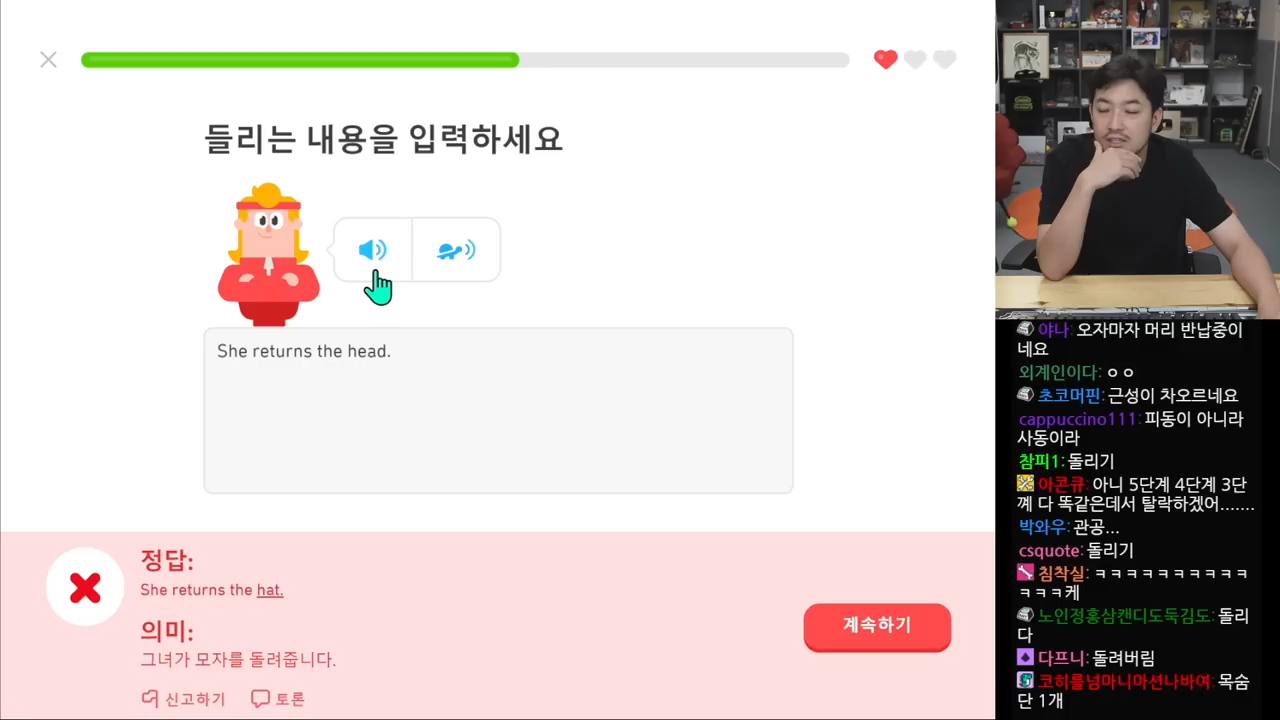 들리는 내용을 입력하세요
She returns the head.
정답:
She returns the hat.
의미:
그녀가 모자를 돌려줍니다.
신고하기 토론
계속하기
야나: 오자마자 머리 반납중이
네요
외계인이다: ㅇㅇ
초코머핀: 근성이 차오르네요
cappuccino111: 피동이 아니라
사동이라
참피1: 돌리기
아콘큐: 아니 5단계 4단계 3단
꼐 다 똑같은데서 탈락하겠어.......
박와우: 관공...
csquote: 돌리기
침착실: ㅋㅋㅋㅋㅋㅋㅋㅋㅋㅋ
ㅋㅋㅋ케
노인정홍삼캔디도둑김도: 돌리
다
다프니: 돌려버림
코히를넘마니마션나바여: 목숨
단 1개